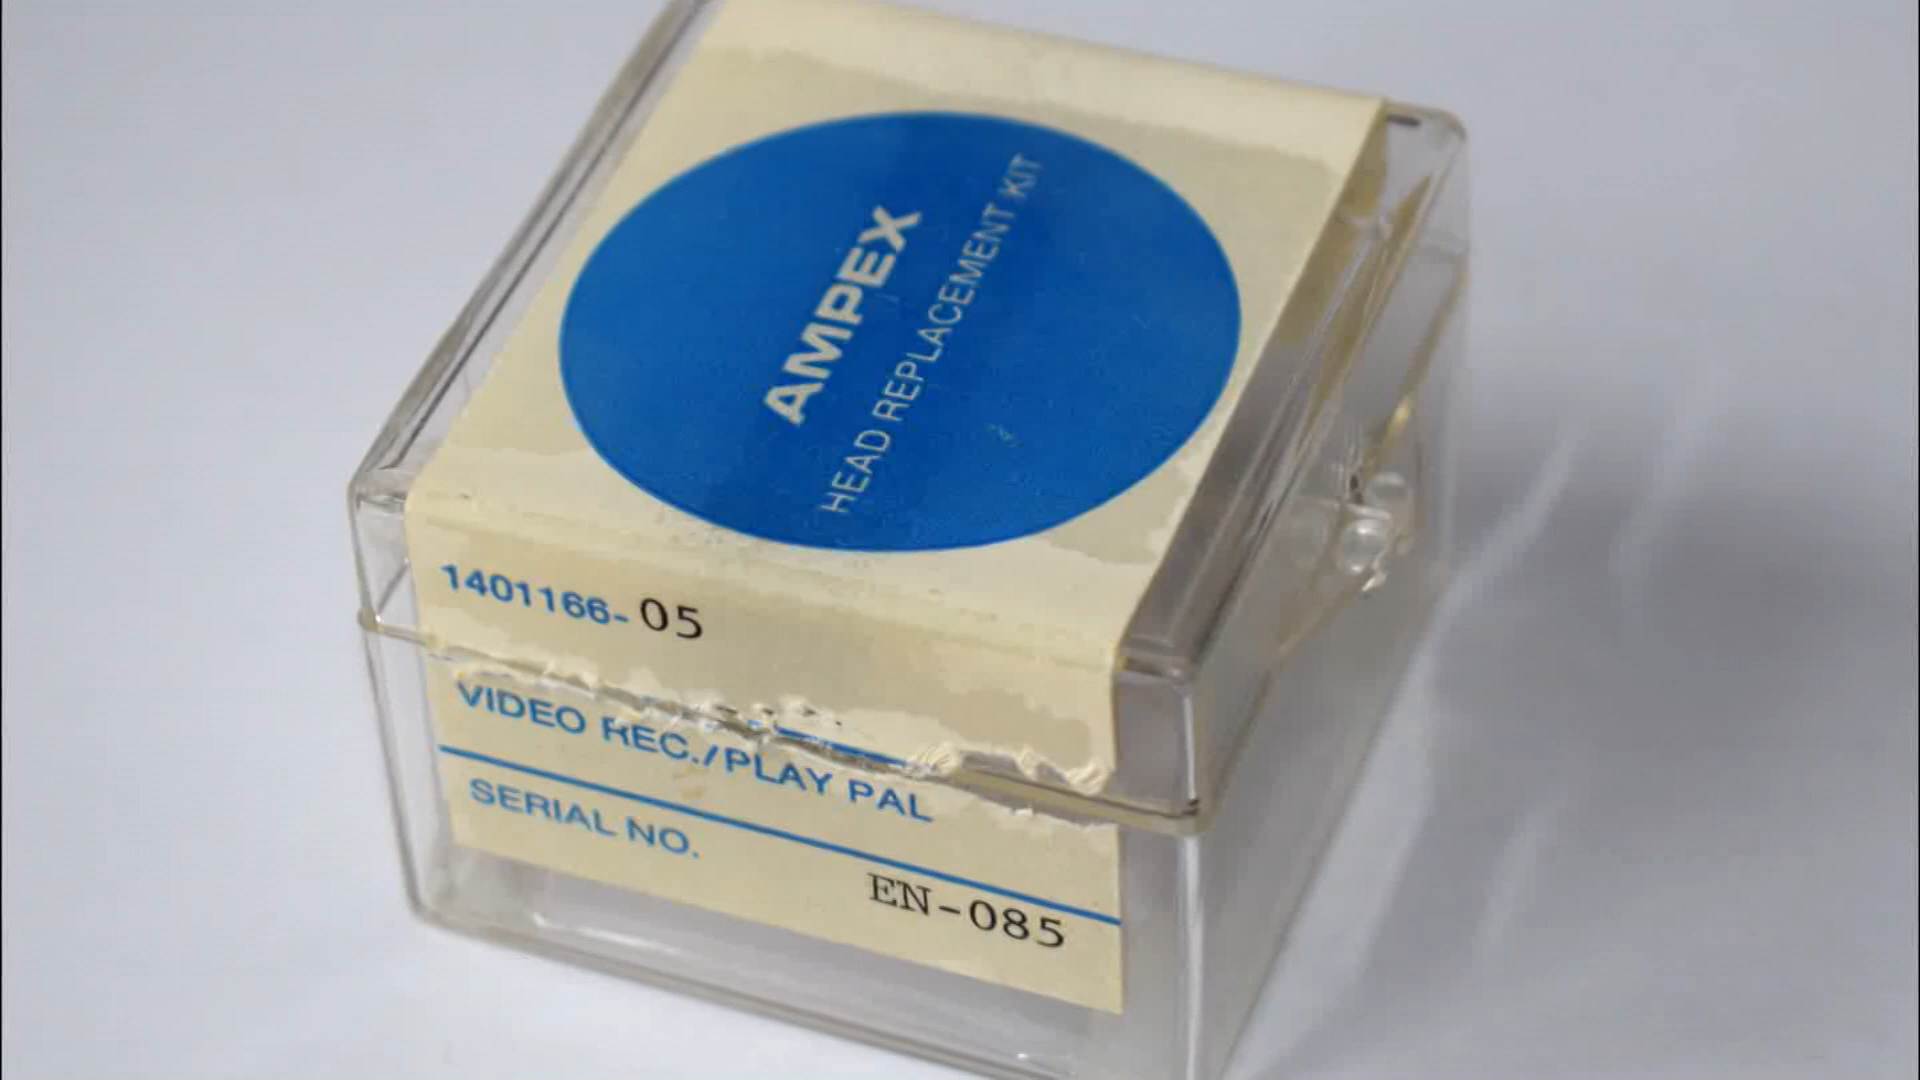 AMPEX
HEAD REPLACEMENT KIT
1401166-05
VIDEO REC./PLAY PAL
SERIAL NO.
EN-085